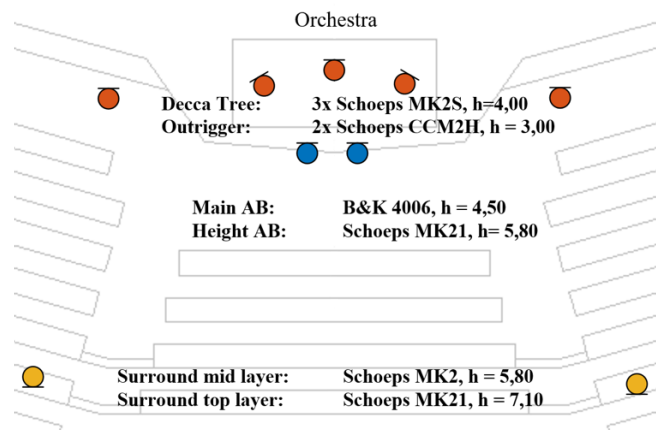 Orchestra
Decca Tree: 3x Schoeps MK2S, h=4,00
Outrigger: 2x Schoeps CCM2H, h = 3,00
Main AB: B&K 4006, h = 4,50
Height AB: Schoeps MK21, h= 5,80
Surround mid layer: Schoeps MK2, h = 5,80
Surround top layer: Schoeps MK21, h = 7,10